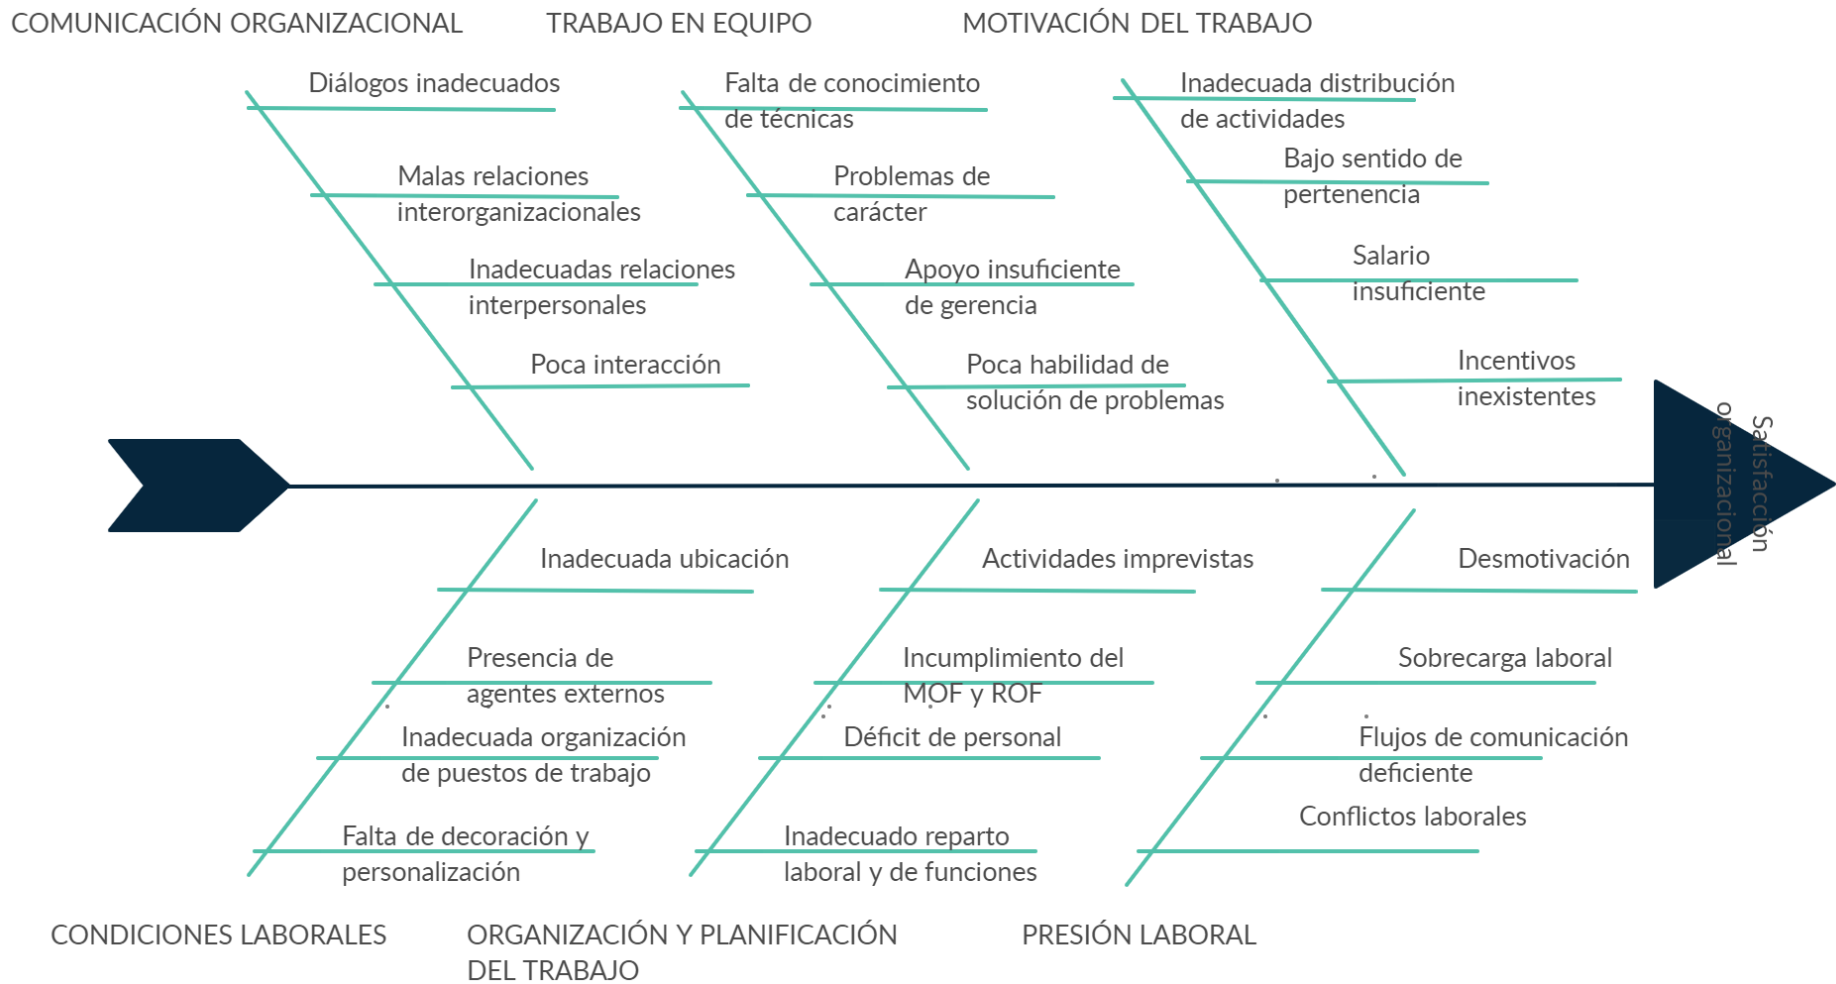 COMUNICACIÓN ORGANIZACIONAL
TRABAJO EN EQUIPO
MOTIVACIÓN DEL TRABAJO
Diálogos inadecuados
Malas relaciones
interorganizacionales
Inadecuadas relaciones
interpersonales
Poca interacción
Falta de conocimiento
de técnicas
Problemas de
carácter
Apoyo insuficiente
de gerencia
Poca habilidad de
solución de problemas
Inadecuada distribución
de actividades
Bajo sentido de
pertenencia
Salario
insuficiente
Incentivos
inexistentes
Satisfacción
organizacional
Inadecuada ubicación
Presencia de
agentes externos
Inadecuada organización
de puestos de trabajo
Falta de decoración y
personalización
Actividades imprevistas
Incumplimiento del
MOF y ROF
Déficit de personal
Inadecuado reparto
laboral y de funciones
Desmotivación
Sobrecarga laboral
Flujos de comunicación
deficiente
Conflictos laborales
CONDICIONES LABORALES
ORGANIZACIÓN Y PLANIFICACIÓN
DEL TRABAJO
PRESIÓN LABORAL